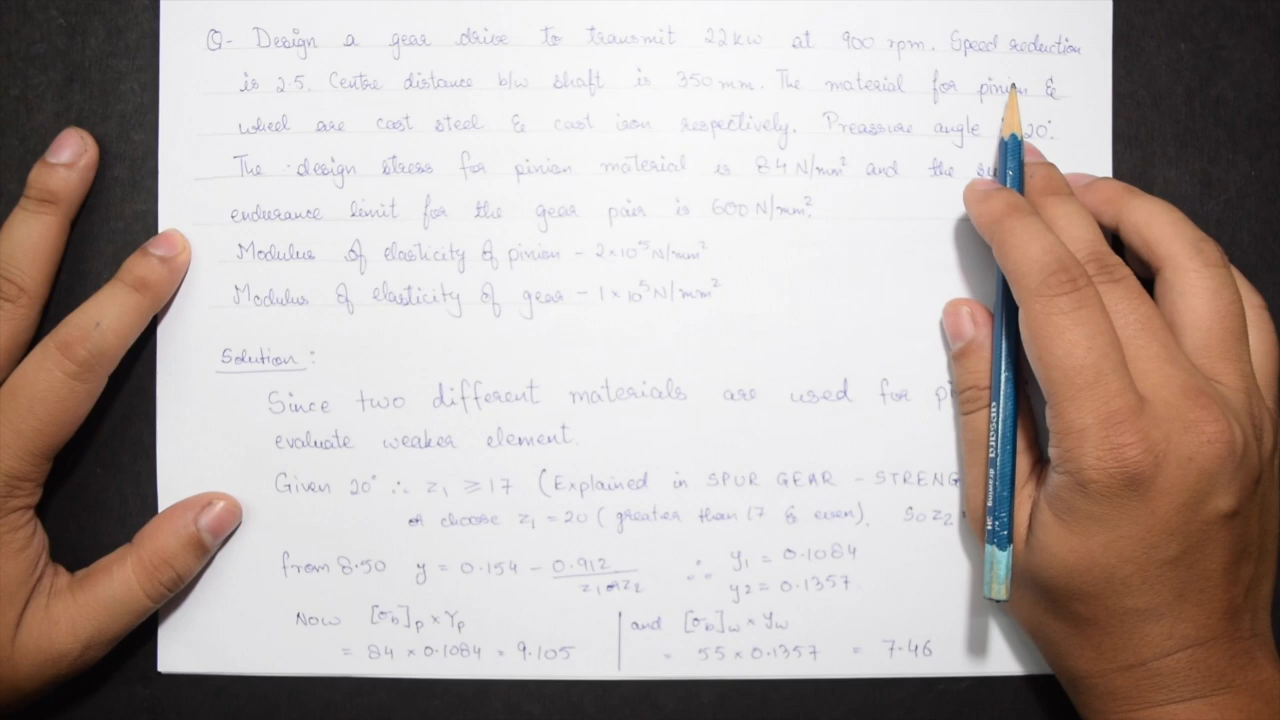 Q- Design a gear drive to transmit 22kw at 900 rpm. Speed reduction
is 2.5. Centre distance b/w shaft is 350mm. The material for pinion &
wheel are cast steel & cast iron respectively. Preassure angle 20°.
The design stress for pinion material is 84 N/mm² and the
endurance limit for the gear pair is 600 N/mm².
Modulus of elasticity of pinion - 2×10⁵ N/mm²
Modulus of elasticity of gear - 1×10⁵ N/mm²
Solution:
Since two different materials are used for
evaluate weaker element.
Given 20° ∴ z₁ ≥ 17 (Explained in SPUR GEAR - STRENG
or choose z₁ = 20 (greater than 17 & even). So z₂
from 8.50 y = 0.154 - 0.912 / z₁ or z₂ ∴ y₁ = 0.1084
y₂ = 0.1357
Now [σb]p × Yp | and [σb]w × Yw
= 84 × 0.1084 = 9.105 | = 55 × 0.1357 = 7.46